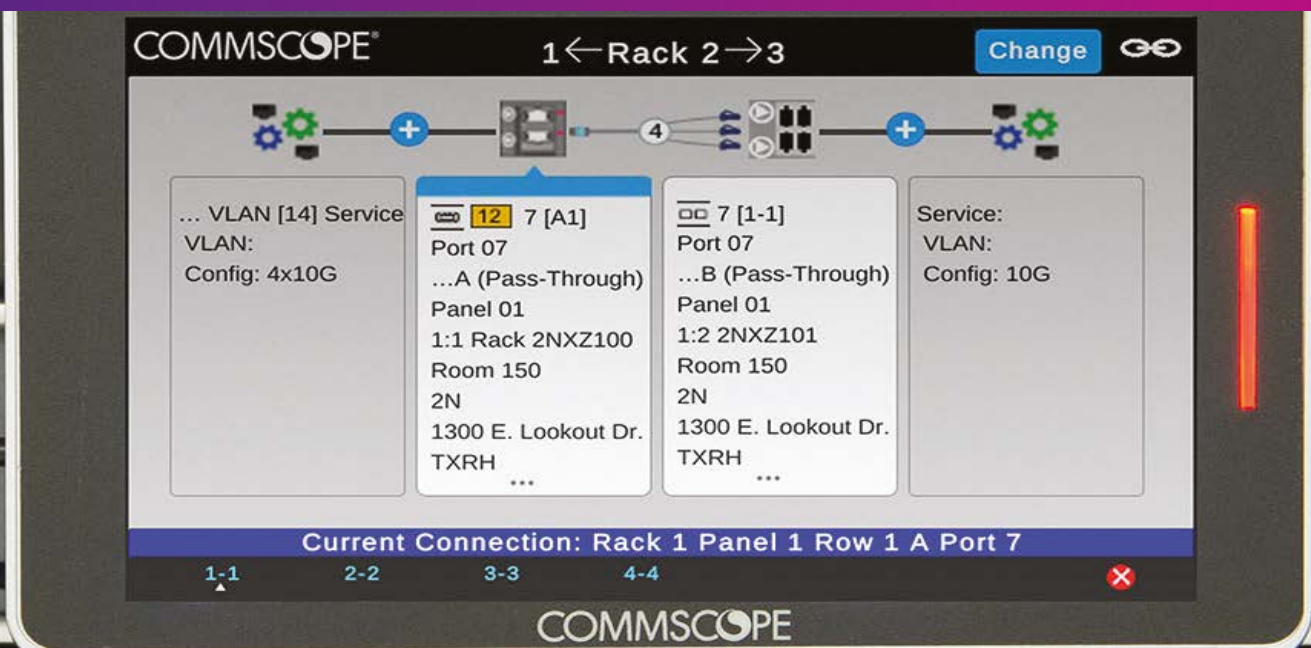 COMMSCOPE®
1←Rack 2→3
Change
4
... VLAN [14] Service
VLAN:
Config: 4x10G
12 7 [A1]
Port 07
...A (Pass-Through)
Panel 01
1:1 Rack 2NXZ100
Room 150
2N
1300 E. Lookout Dr.
TXRH
...
7 [1-1]
Port 07
...B (Pass-Through)
Panel 01
1:2 2NXZ101
Room 150
2N
1300 E. Lookout Dr.
TXRH
...
Service:
VLAN:
Config: 10G
Current Connection: Rack 1 Panel 1 Row 1 A Port 7
1-1 2-2 3-3 4-4
COMMSCOPE